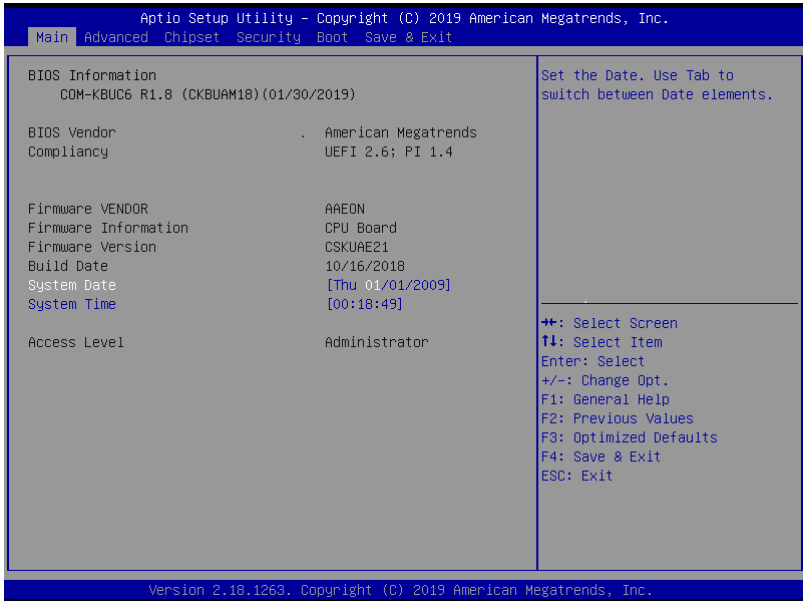 Aptio Setup Utility – Copyright (C) 2019 American Megatrends, Inc.
Main Advanced Chipset Security Boot Save & Exit
BIOS Information
COM-KBUC6 R1.8 (CKBUAM18)(01/30/2019)
BIOS Vendor . American Megatrends
Compliancy UEFI 2.6; PI 1.4
Firmware VENDOR AAEON
Firmware Information CPU Board
Firmware Version CSKUAE21
Build Date 10/16/2018
System Date [Thu 01/01/2009]
System Time [00:18:49]
Access Level Administrator
Set the Date. Use Tab to
switch between Date elements.
→←: Select Screen
↑↓: Select Item
Enter: Select
+/-: Change Opt.
F1: General Help
F2: Previous Values
F3: Optimized Defaults
F4: Save & Exit
ESC: Exit
Version 2.18.1263. Copyright (C) 2019 American Megatrends, Inc.